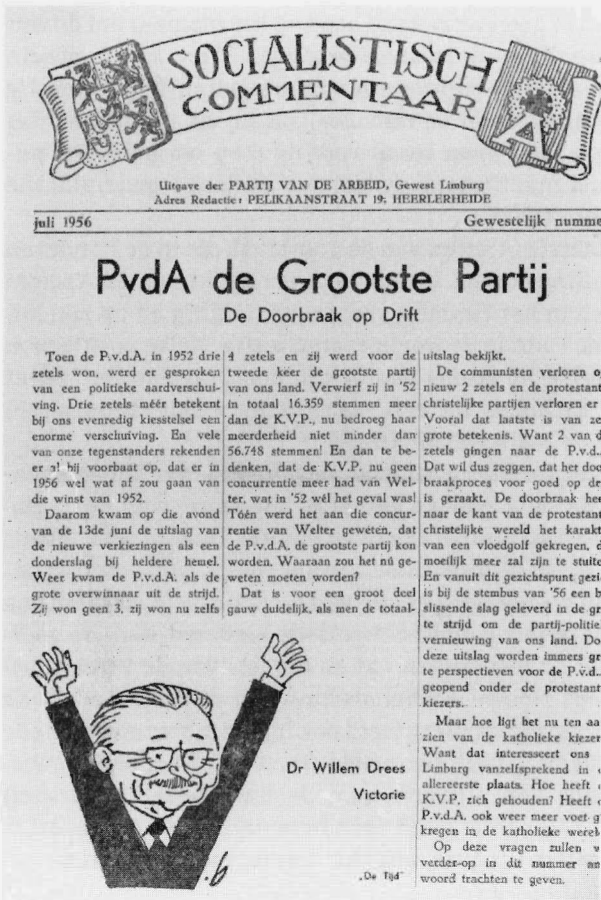 SOCIALISTISCH
COMMENTAAR
A
Uitgave der PARTIJ VAN DE ARBEID, Gewest Limburg
Adres Redactie: PELIKAANSTRAAT 19, HEERLERHEIDE
juli 1956
Gewestelijk numme
PvdA de Grootste Partij
De Doorbraak op Drift
Toen de P.v.d.A. in 1952 drie
zetels won, werd er gesproken
van een politieke aardverschui-
ving. Drie zetels méér betekent
bij ons evenredig kiesstelsel een
enorme verschuiving. En vele
van onze tegenstanders rekenden
er al bij voorbaat op, dat er in
1956 wel wat af zou gaan van
die winst van 1952.
Daarom kwam op die avond
van de 13de juni de uitslag van
de nieuwe verkiezingen als een
donderslag bij heldere hemel.
Weer kwam de P.v.d.A. als de
grote overwinnaar uit de strijd.
Zij won geen 3, zij won nu zelfs
4 zetels en zij werd voor de
tweede keer de grootste partij
van ons land. Verwierf zij in '52
in totaal 16.359 stemmen meer
dan de K.V.P., nu bedroeg haar
meerderheid niet minder dan
56.748 stemmen! En dan te be-
denken, dat de K.V.P. nu geen
concurrentie meer had van Wel-
ter, wat in '52 wél het geval was!
Tóén werd het aan die concur-
rentie van Welter geweten, dat
de P.v.d.A. de grootste partij kon
worden. Waaraan zou het nú ge-
weten moeten worden?
Dat is voor een groot deel
gauw duidelijk, als men de totaal-
uitslag bekijkt.
De communisten verloren o
nieuw 2 zetels en de protestant
christelijke partijen verloren er
Vooral dat laatste is van ze
grote betekenis. Want 2 van d
zetels gingen naar de P.v.d.
Dat wil dus zeggen, dat het doo
braakproces voor goed op dr
is geraakt. De doorbraak hee
naar de kant van de protestant
christelijke wereld het karakt
van een vloedgolf gekregen, d
moeilijk meer zal zijn te stuite
En vanuit dit gezichtspunt gezi
is bij de stembus van '56 een b
slissende slag geleverd in de gr
te strijd om de partij-politie
vernieuwing van ons land. Do
deze uitslag worden immers gr
te perspectieven voor de P.v.d.
geopend onder de protestant
kiezers.
Maar hoe ligt het nu ten aa
zien van de katholieke kiezer
Want dat interesseert ons
Limburg vanzelfsprekend in
allereerste plaats. Hoe heeft
K.V.P. zich gehouden? Heeft
P.v.d.A. ook weer meer voet g
kregen in de katholieke werel
Op deze vragen zullen w
verder-op in dit nummer an
woord trachten te geven.
Dr Willem Drees
Victorie
„De Tijd"